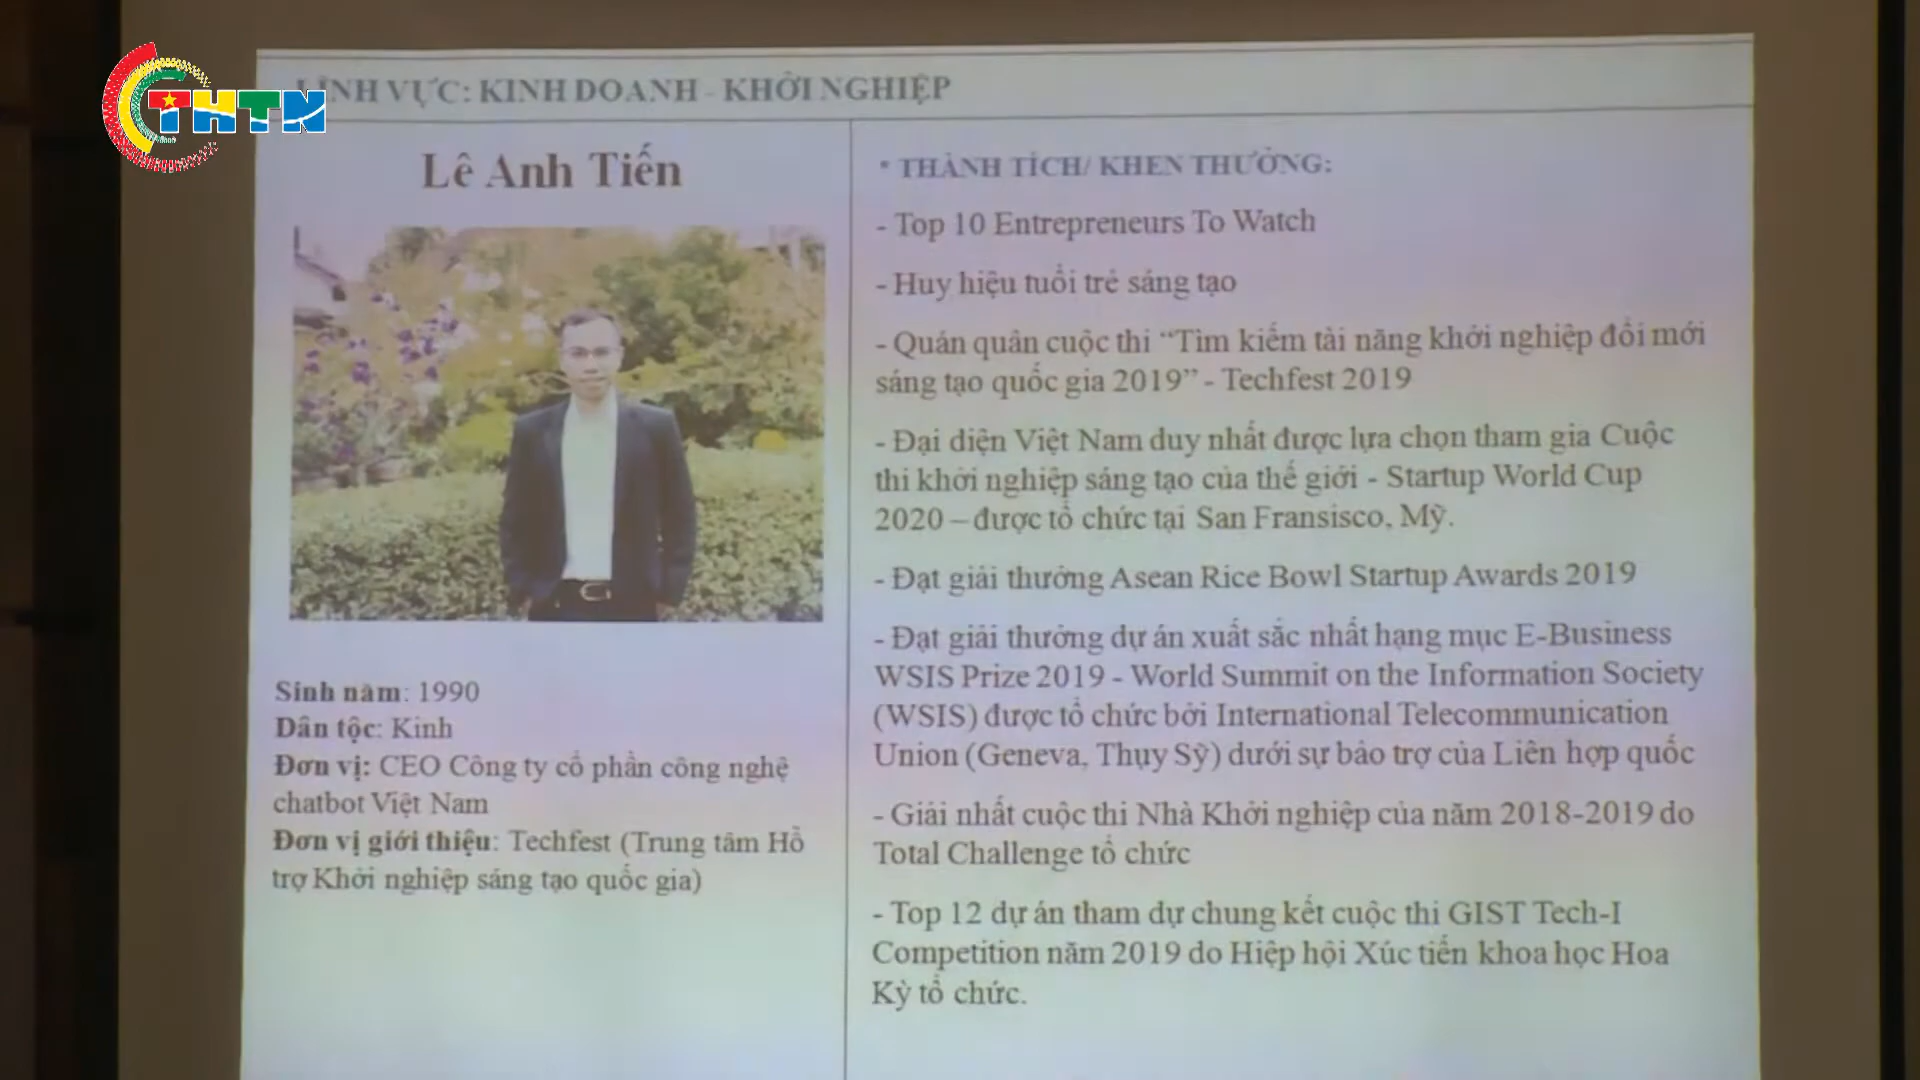 THTN
LĨNH VỰC: KINH DOANH - KHỞI NGHIỆP
Lê Anh Tiến
Sinh năm: 1990
Dân tộc: Kinh
Đơn vị: CEO Công ty cổ phần công nghệ
chatbot Việt Nam
Đơn vị giới thiệu: Techfest (Trung tâm Hỗ
trợ Khởi nghiệp sáng tạo quốc gia)
* THÀNH TÍCH/ KHEN THƯỞNG:
- Top 10 Entrepreneurs To Watch
- Huy hiệu tuổi trẻ sáng tạo
- Quán quân cuộc thi “Tìm kiếm tài năng khởi nghiệp đổi mới
sáng tạo quốc gia 2019” - Techfest 2019
- Đại diện Việt Nam duy nhất được lựa chọn tham gia Cuộc
thi khởi nghiệp sáng tạo của thế giới - Startup World Cup
2020 – được tổ chức tại San Fransisco, Mỹ.
- Đạt giải thưởng Asean Rice Bowl Startup Awards 2019
- Đạt giải thưởng dự án xuất sắc nhất hạng mục E-Business
WSIS Prize 2019 - World Summit on the Information Society
(WSIS) được tổ chức bởi International Telecommunication
Union (Geneva, Thụy Sỹ) dưới sự bảo trợ của Liên hợp quốc
- Giải nhất cuộc thi Nhà Khởi nghiệp của năm 2018-2019 do
Total Challenge tổ chức
- Top 12 dự án tham dự chung kết cuộc thi GIST Tech-I
Competition năm 2019 do Hiệp hội Xúc tiến khoa học Hoa
Kỳ tổ chức.